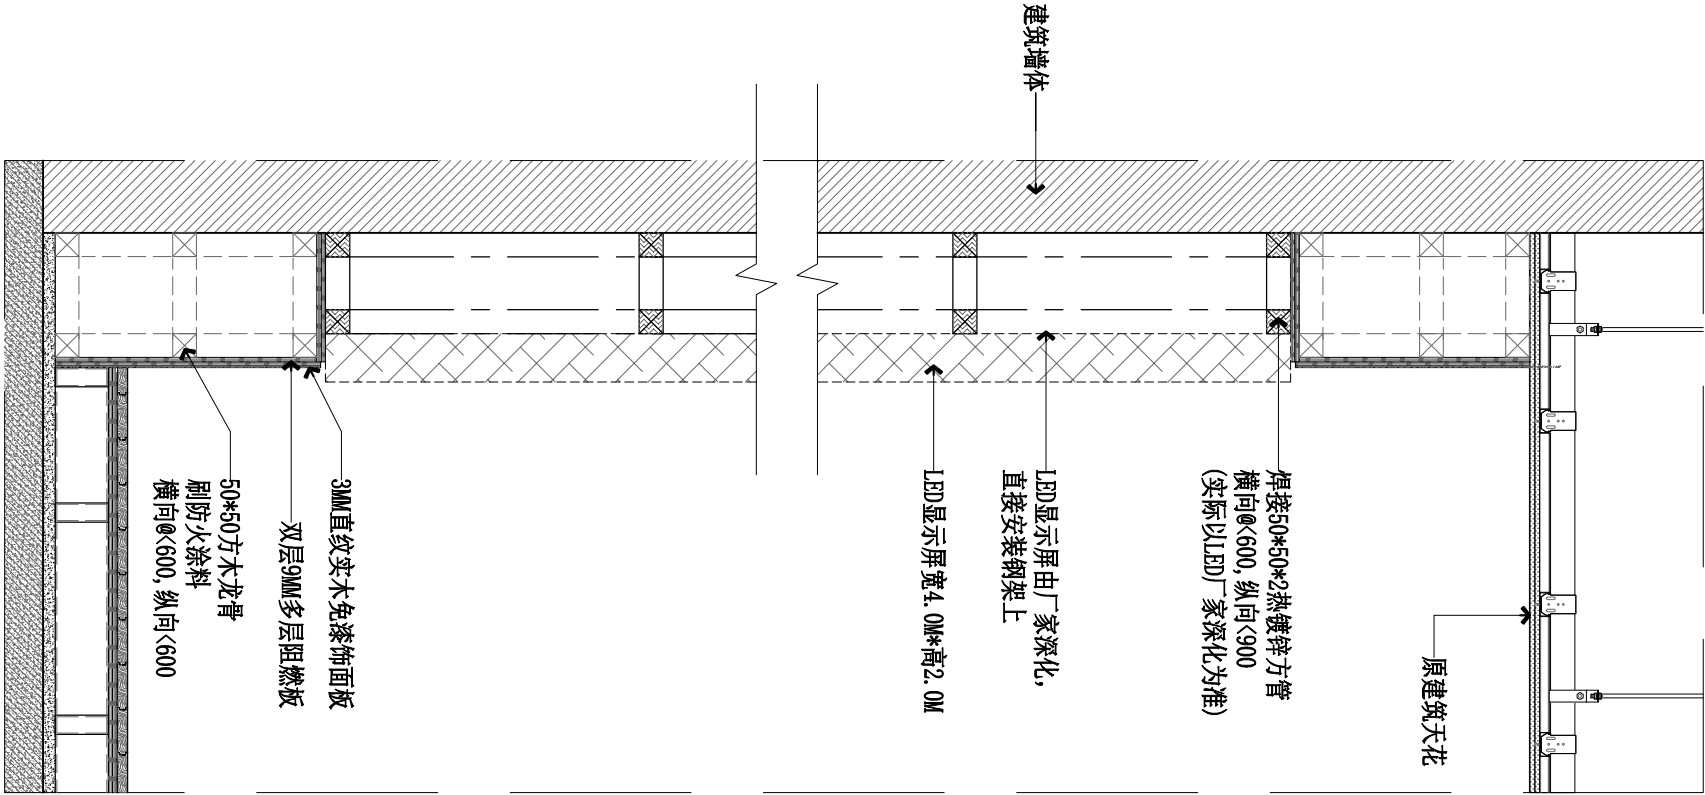 建筑墙体
原建筑天花
焊接50*50*2热镀锌方管
横向@<600,纵向<900
(实际以LED厂家深化为准)
LED显示屏由厂家深化,
直接安装钢架上
LED显示屏宽4.0M*高2.0M
3MM直纹实木免漆饰面板
双层9MM多层阻燃板
50*50方木龙骨
刷防火涂料
横向@<600,纵向<600